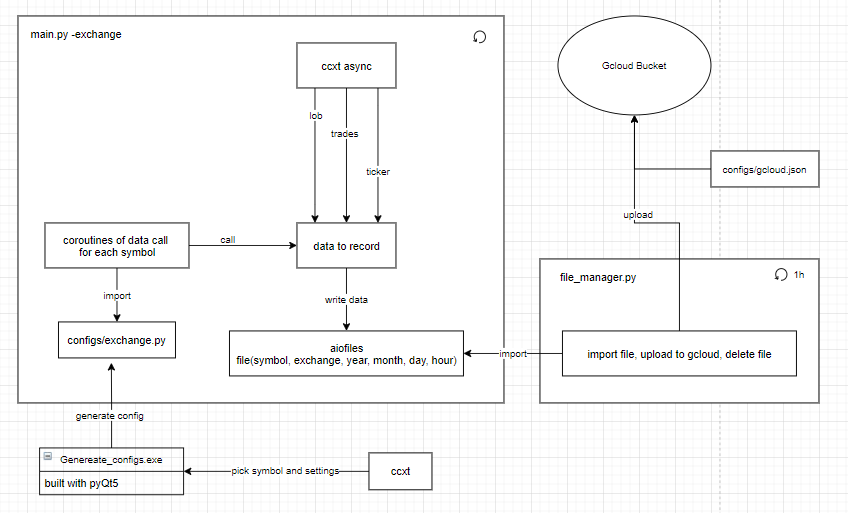 main.py -exchange
ccxt async
lob
trades
ticker
coroutines of data call
for each symbol
call
data to record
import
write data
configs/exchange.py
aiofiles
file(symbol, exchange, year, month, day, hour)
generate config
Genereate_configs.exe
built with pyQt5
pick symbol and settings
ccxt
Gcloud Bucket
configs/gcloud.json
upload
file_manager.py
1h
import file, upload to gcloud, delete file
import